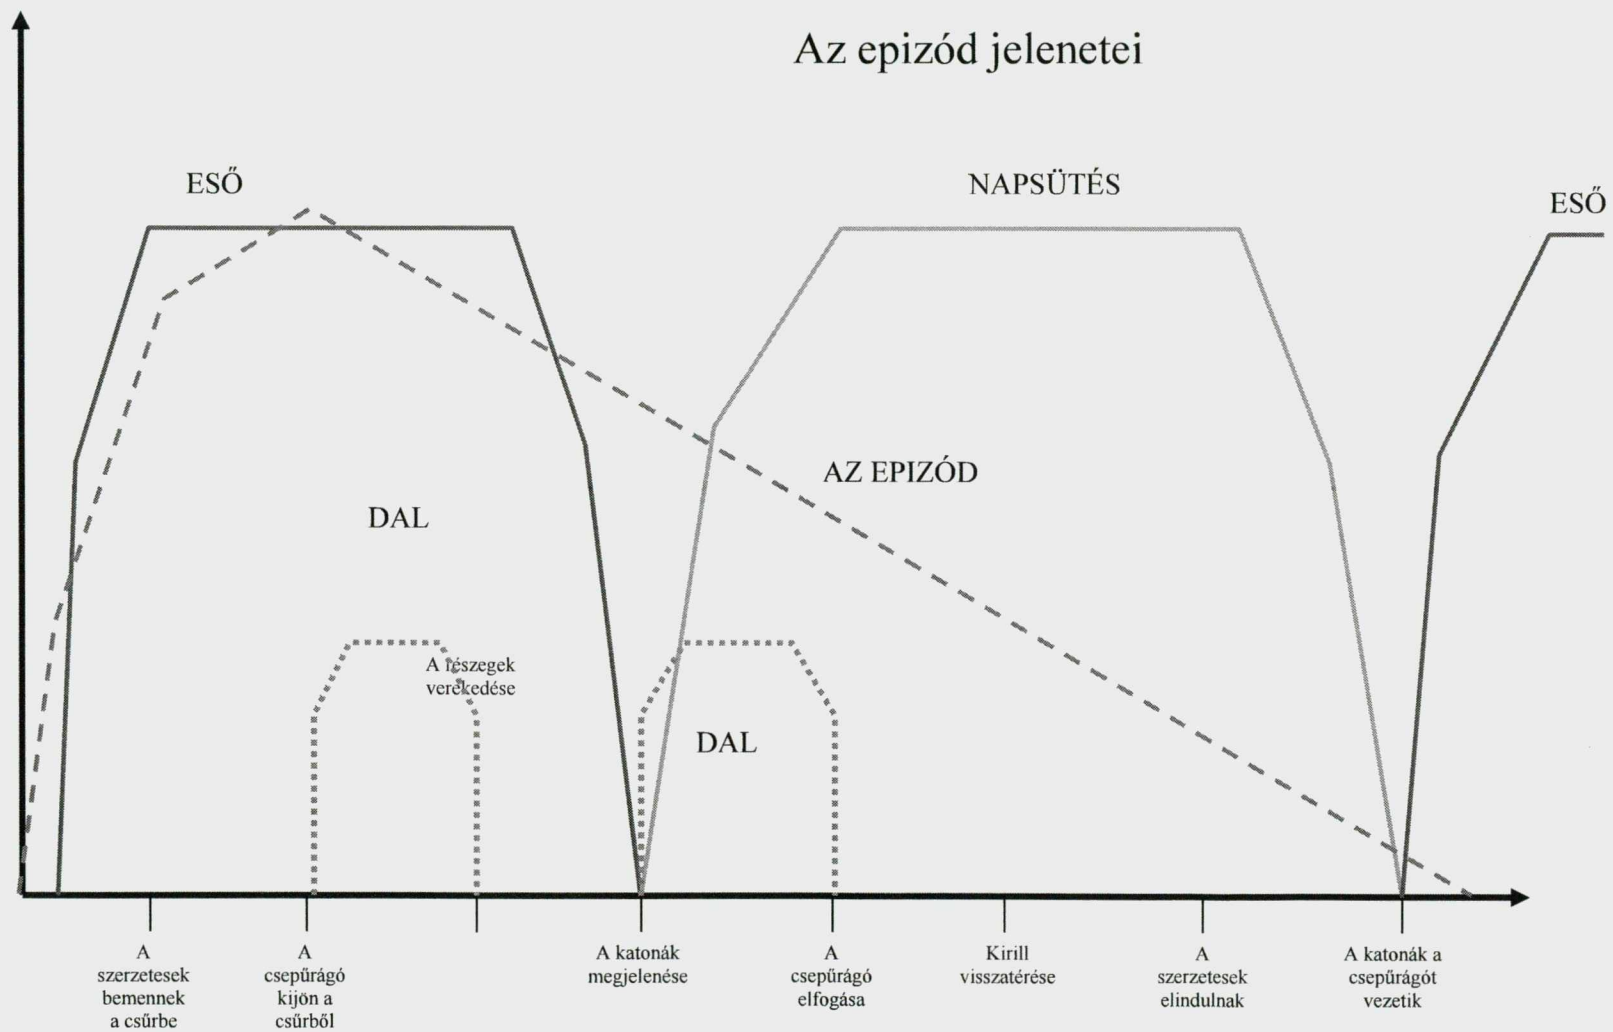 Az epizód jelenetei
ESŐ
NAPSÜTÉS
ESŐ
AZ EPIZÓD
DAL
A részegek
verekedése
DAL
A
szerzetesek
bemennek
a csűrbe
A
csepűrágó
kijön a
csűrből
A katonák
megjelenése
A
csepűrágó
elfogása
Kirill
visszatérése
A
szerzetesek
elindulnak
A katonák a
csepűrágót
vezetik